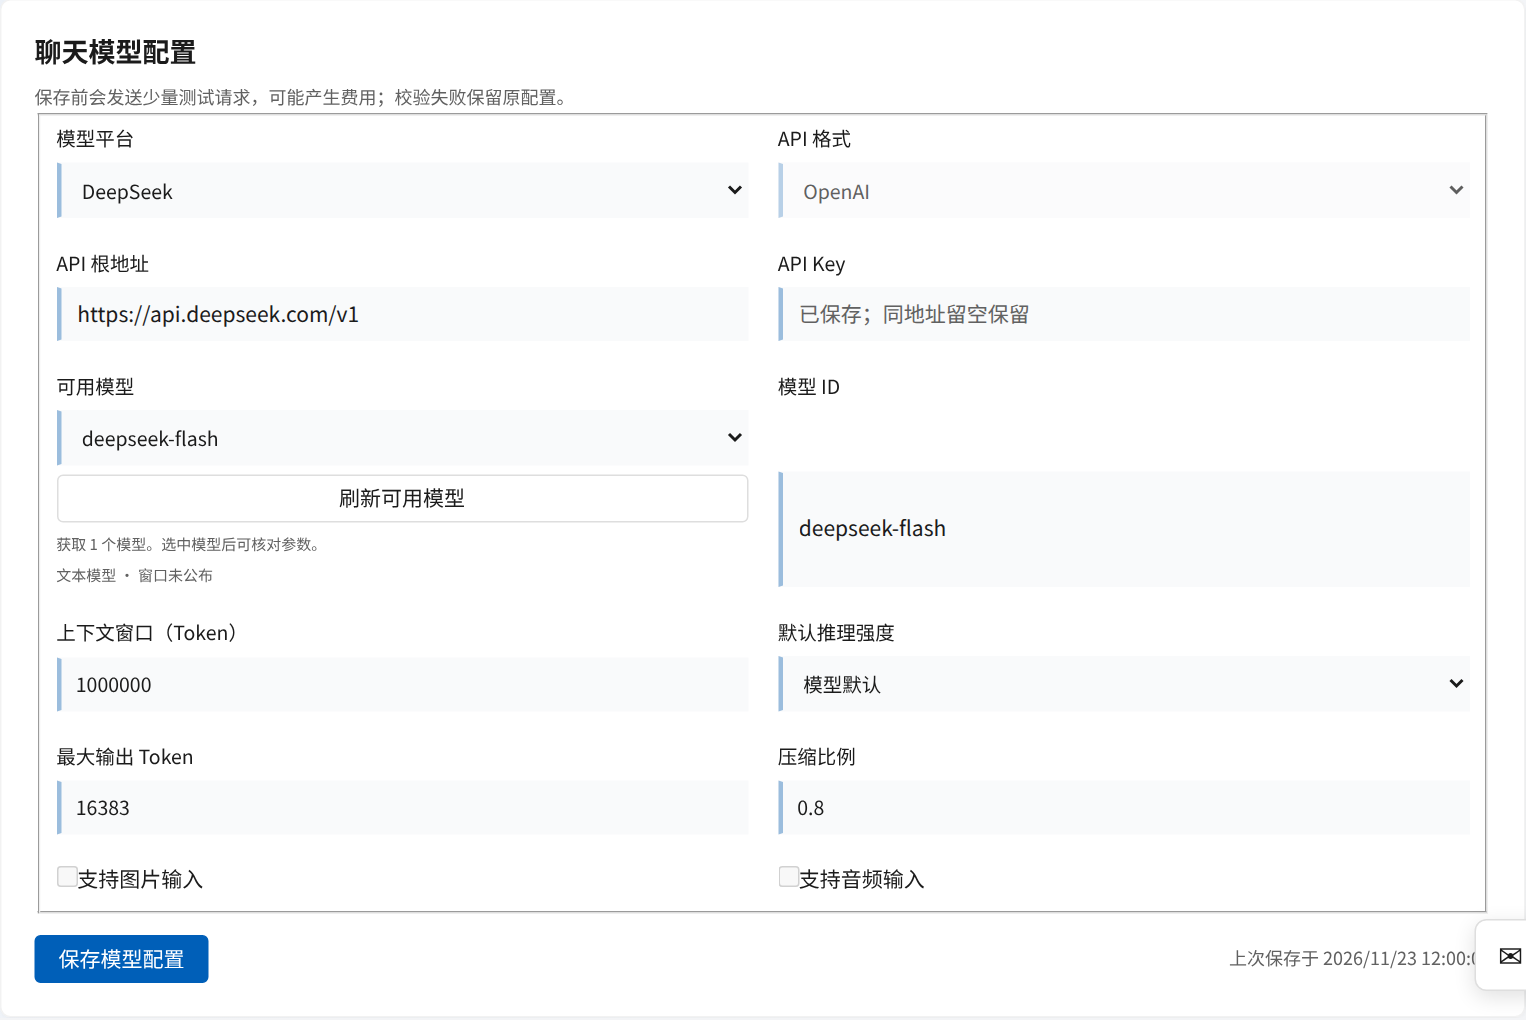 聊天模型配置
保存前会发送少量测试请求，可能产生费用；校验失败保留原配置。
模型平台
API 格式
DeepSeek
OpenAI
API 根地址
API Key
https://api.deepseek.com/v1
已保存；同地址留空保留
可用模型
模型 ID
deepseek-flash
刷新可用模型
deepseek-flash
获取 1 个模型。选中模型后可核对参数。
文本模型 · 窗口未公布
上下文窗口（Token）
默认推理强度
1000000
模型默认
最大输出 Token
压缩比例
16383
0.8
支持图片输入
支持音频输入
保存模型配置
上次保存于 2026/11/23 12:00: